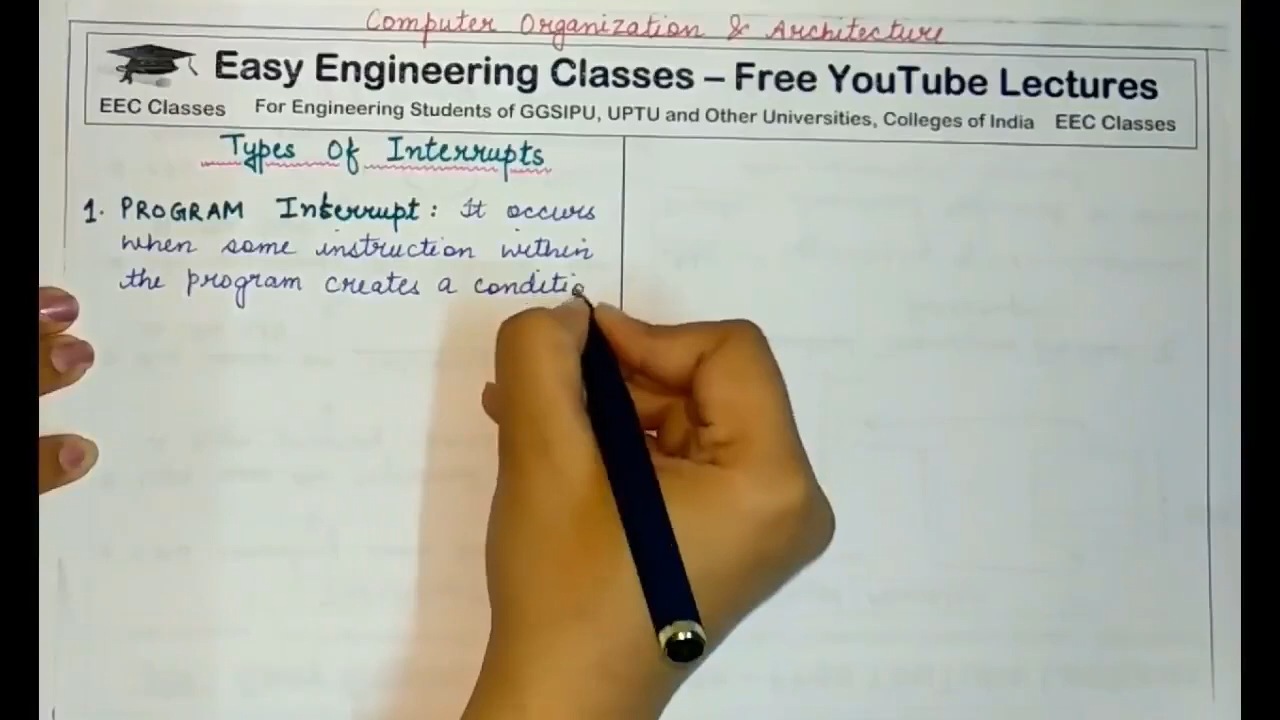 Computer Organization & Architecture
Easy Engineering Classes – Free YouTube Lectures
EEC Classes For Engineering Students of GGSIPU, UPTU and Other Universities, Colleges of India EEC Classes
Types Of Interrupts
1. PROGRAM Interrupt: It occurs
when some instruction within
the program creates a conditio